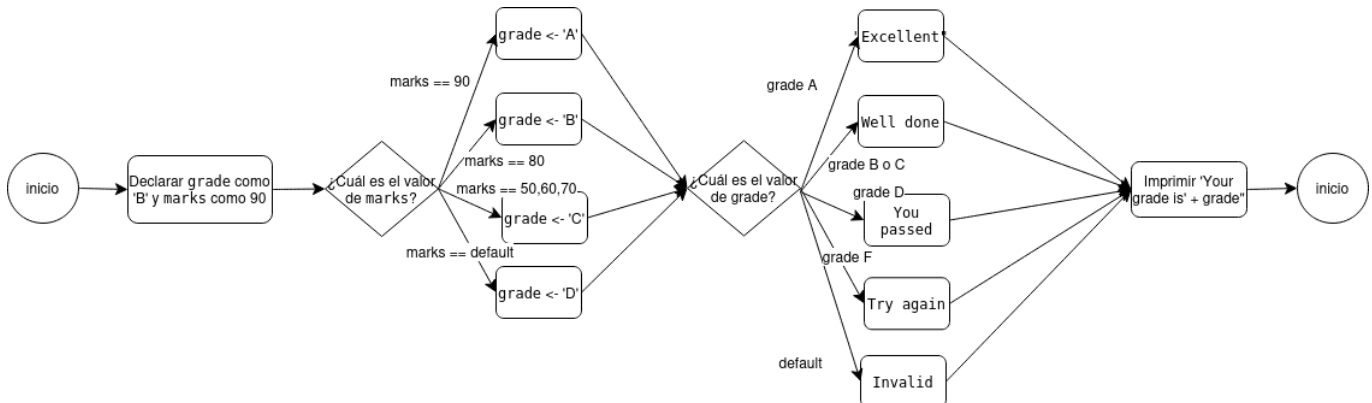 inicio
Declarar grade como
'B' y marks como 90
¿Cuál es el valor
de marks?
marks == 90
grade <- 'A'
grade <- 'B'
marks == 80
marks == 50,60,70
grade <- 'C'
marks == default
grade <- 'D'
¿Cuál es el valor
de grade?
grade A
'Excellent"
Well done
grade B o C
grade D
You
passed
grade F
Try again
default
Invalid
Imprimir 'Your
grade is' + grade"
inicio